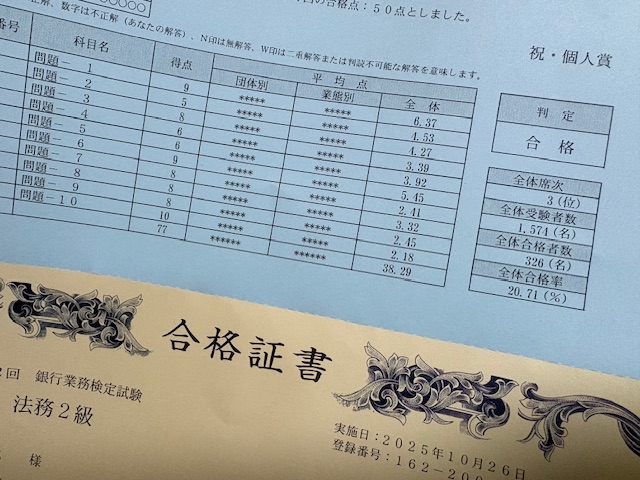 回の合格点：50点としました。
正解、数字は不正解（あなたの解答）、N印は無解答、W印は二重解答または判読不可能な解答を意味します。
祝・個人賞
番号 科目名 得点 平均点
団体別 業態別 全体
問題－1 9 ***** ***** 6.37
問題－2 5 ***** ***** 4.53
問題－3 8 ***** ***** 4.27
問題－4 6 ***** ***** 3.39
問題－5 6 ***** ***** 3.92
問題－6 9 ***** ***** 5.45
問題－7 8 ***** ***** 2.41
問題－8 8 ***** ***** 3.32
問題－9 8 ***** ***** 2.45
問題－10 10 ***** ***** 2.18
77 ****** ****** 38.29
判定
合格
全体席次
3（位）
全体受験者数
1,574（名）
全体合格者数
326（名）
全体合格率
20.71（%）
合格証書
回 銀行業務検定試験
法務2級
様
実施日：2025年10月26日
登録番号：162-200